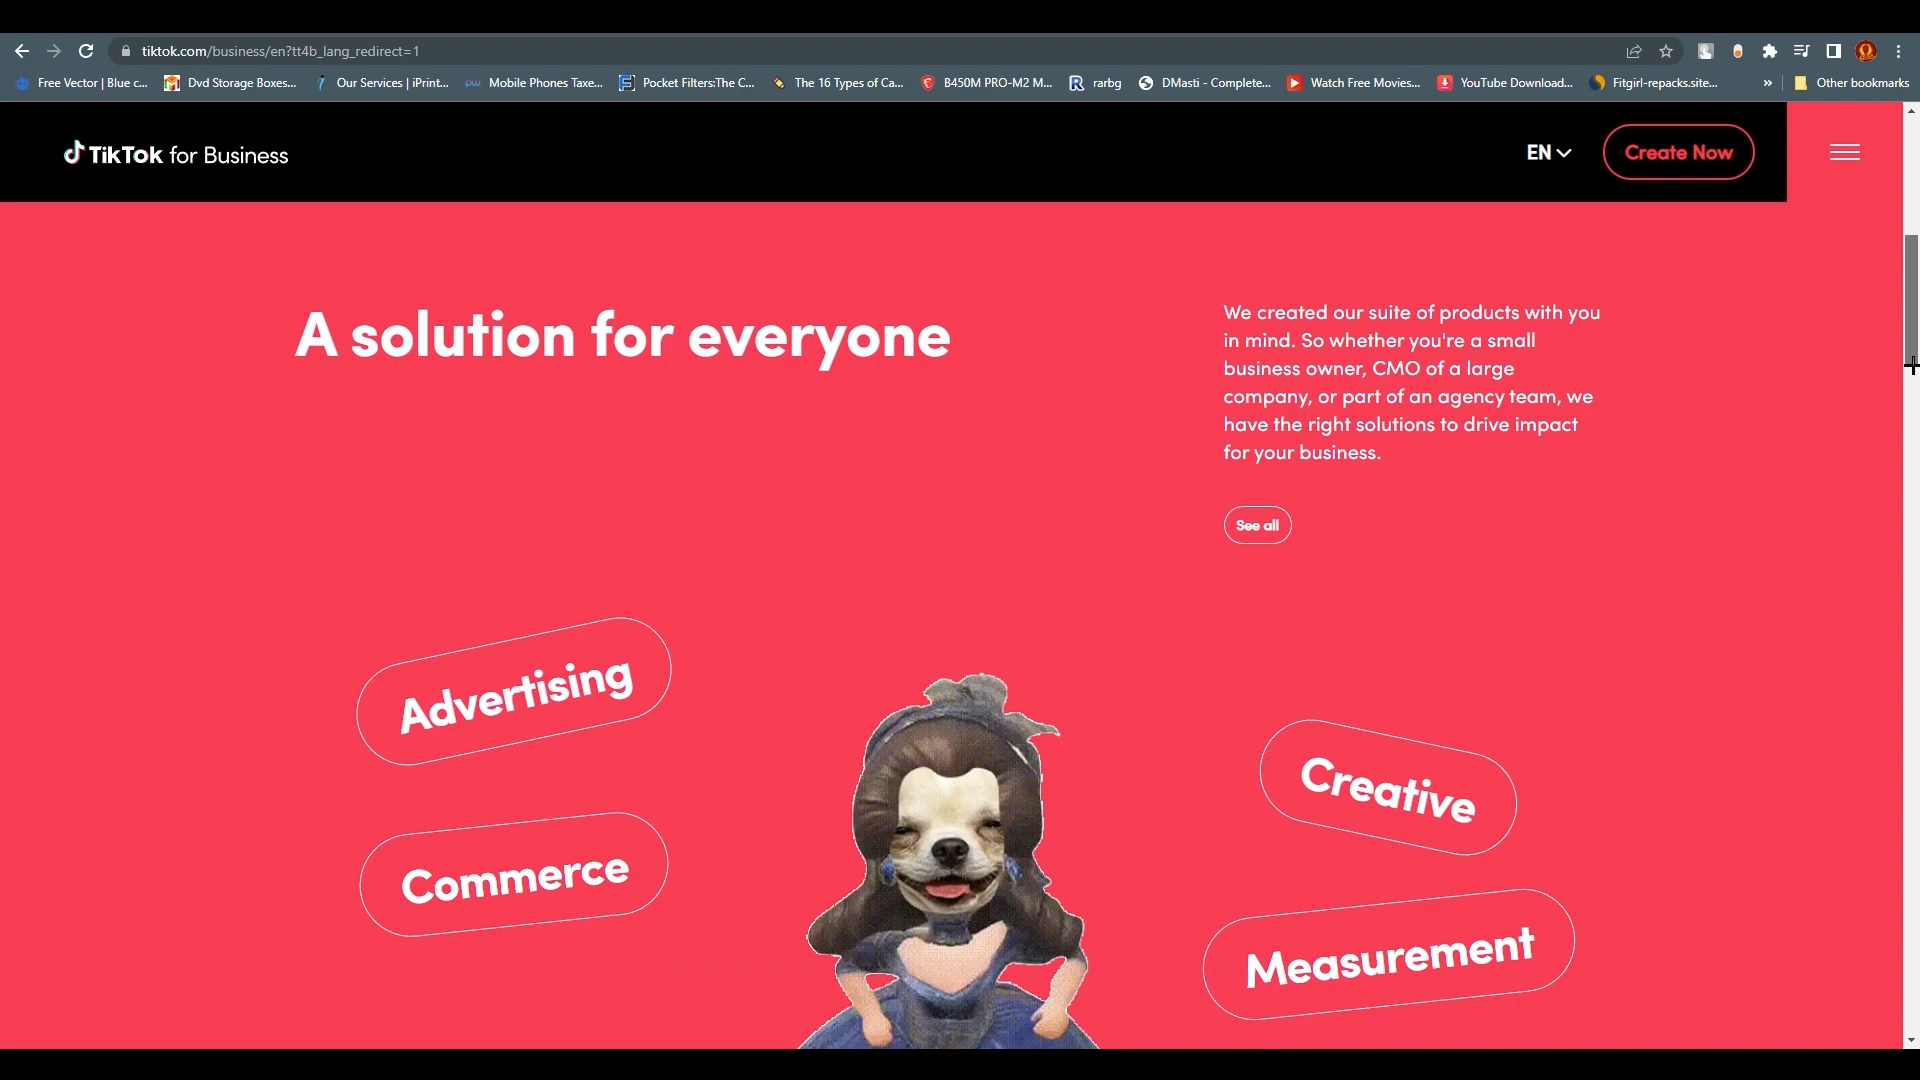 tiktok.com/business/en?tt4b_lang_redirect=1
Free Vector | Blue c...
Dvd Storage Boxes...
Our Services | iPrint...
Mobile Phones Taxe...
Pocket Filters:The C...
The 16 Types of Ca...
B450M PRO-M2 M...
rarbg
DMasti - Complete...
Watch Free Movies...
YouTube Download...
Fitgirl-repacks.site...
»
Other bookmarks
TikTok for Business
EN
Create Now
A solution for everyone
We created our suite of products with you
in mind. So whether you're a small
business owner, CMO of a large
company, or part of an agency team, we
have the right solutions to drive impact
for your business.
See all
Advertising
Creative
Commerce
Measurement